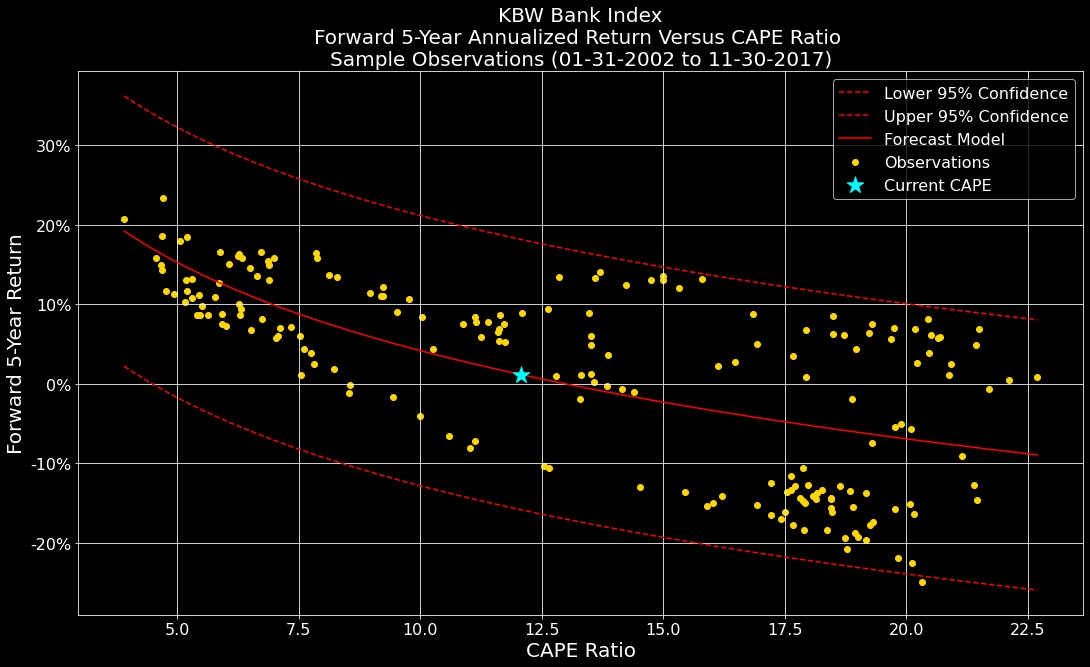 KBW Bank Index
Forward 5-Year Annualized Return Versus CAPE Ratio
Sample Observations (01-31-2002 to 11-30-2017)
Lower 95% Confidence
Upper 95% Confidence
Forecast Model
Observations
Current CAPE
Forward 5-Year Return
30%
20%
10%
0%
-10%
-20%
5.0 7.5 10.0 12.5 15.0 17.5 20.0 22.5
CAPE Ratio